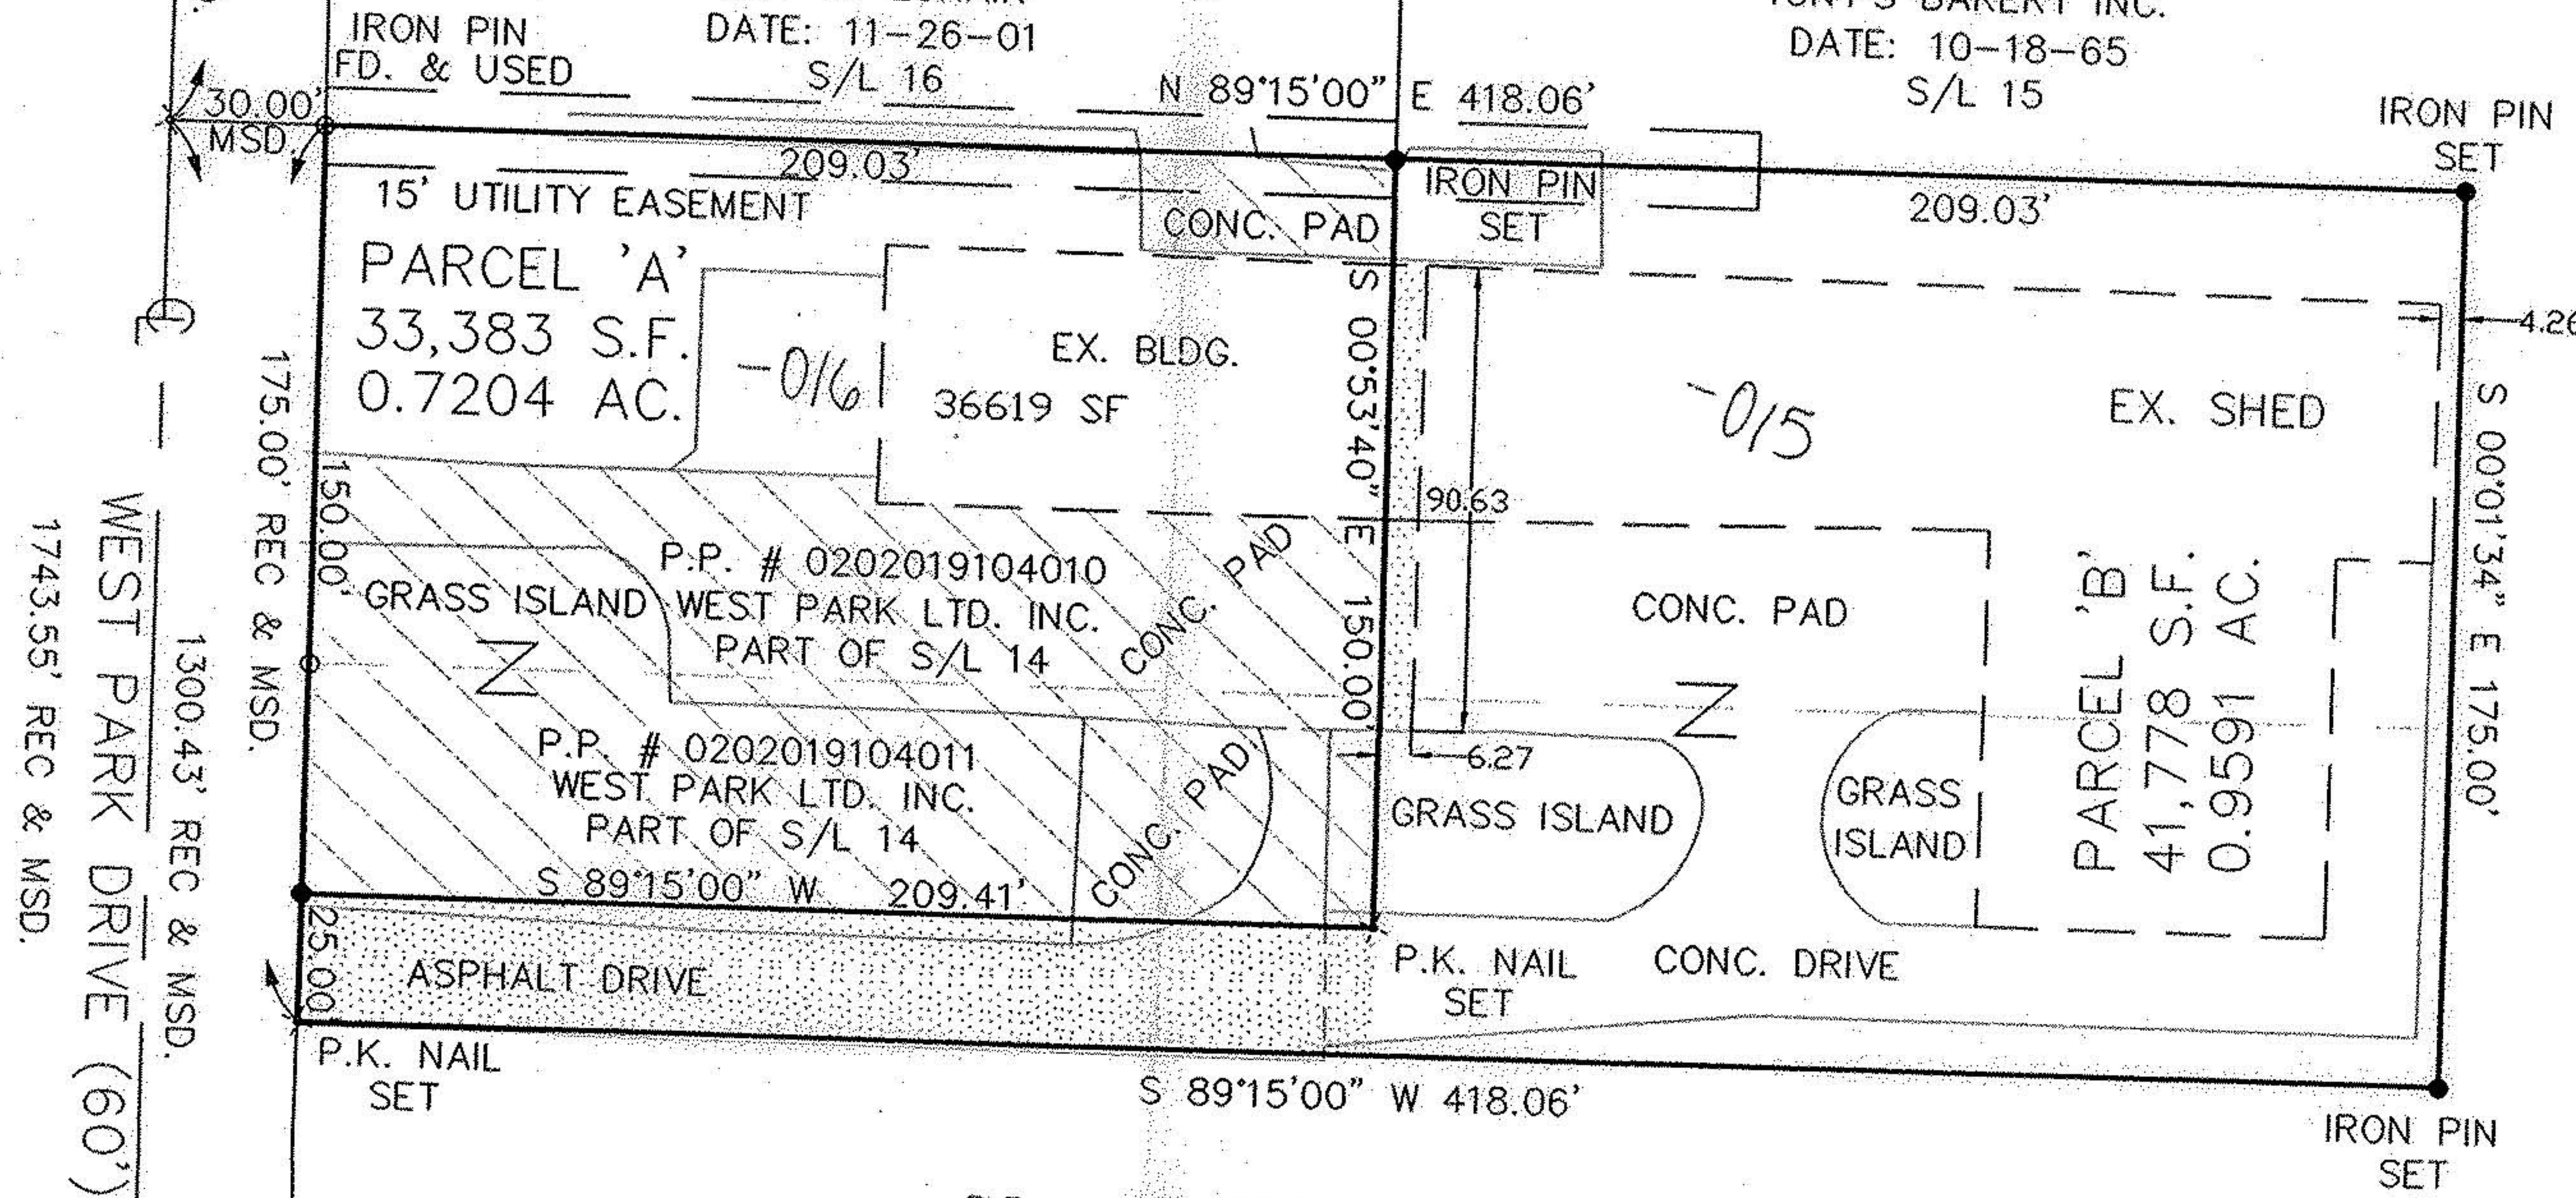 IRON PIN
FD. & USED
DATE: 11-26-01
S/L 16
BAKERY INC.
DATE: 10-18-65
S/L 15
N 89°15'00" E 418.06'
IRON PIN
SET
30.00'
MSD.
209.03'
15' UTILITY EASEMENT
IRON PIN
SET
209.03'
CONC. PAD
PARCEL 'A'
33,383 S.F.
0.7204 AC.
-016
EX. BLDG.
36619 SF
S 00°53'40" E 150.00'
90.63
-015
EX. SHED
4.26
S 00°01'34" E 175.00'
175.00' REC & MSD.
150.00'
P.P. # 0202019104010
GRASS ISLAND
WEST PARK LTD. INC.
PART OF S/L 14
CONC. PAD
Z
CONC. PAD
Z
PARCEL 'B'
41,778 S.F.
0.9591 AC.
P.P. # 0202019104011
WEST PARK LTD. INC.
PART OF S/L 14
CONC. PAD
6.27
GRASS ISLAND
GRASS
ISLAND
S 89°15'00" W 209.41'
25.00'
ASPHALT DRIVE
P.K. NAIL
SET
CONC. DRIVE
P.K. NAIL
SET
S 89°15'00" W 418.06'
IRON PIN
SET
1300.43' REC & MSD.
WEST PARK DRIVE (60')
1743.55' REC & MSD.